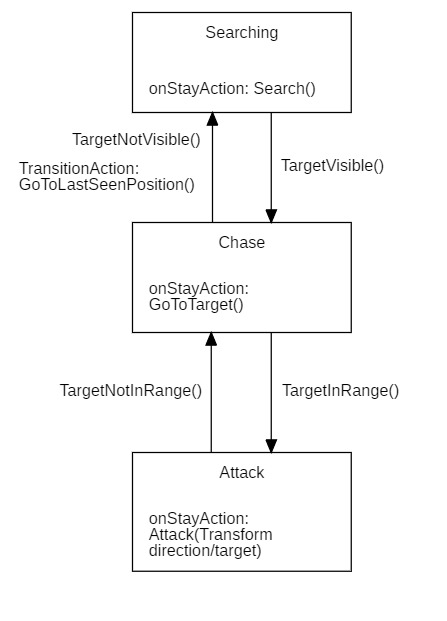 Searching
onStayAction: Search()
TargetNotVisible()
TransitionAction:
GoToLastSeenPosition()
TargetVisible()
Chase
onStayAction:
GoToTarget()
TargetNotInRange()
TargetInRange()
Attack
onStayAction:
Attack(Transform
direction/target)